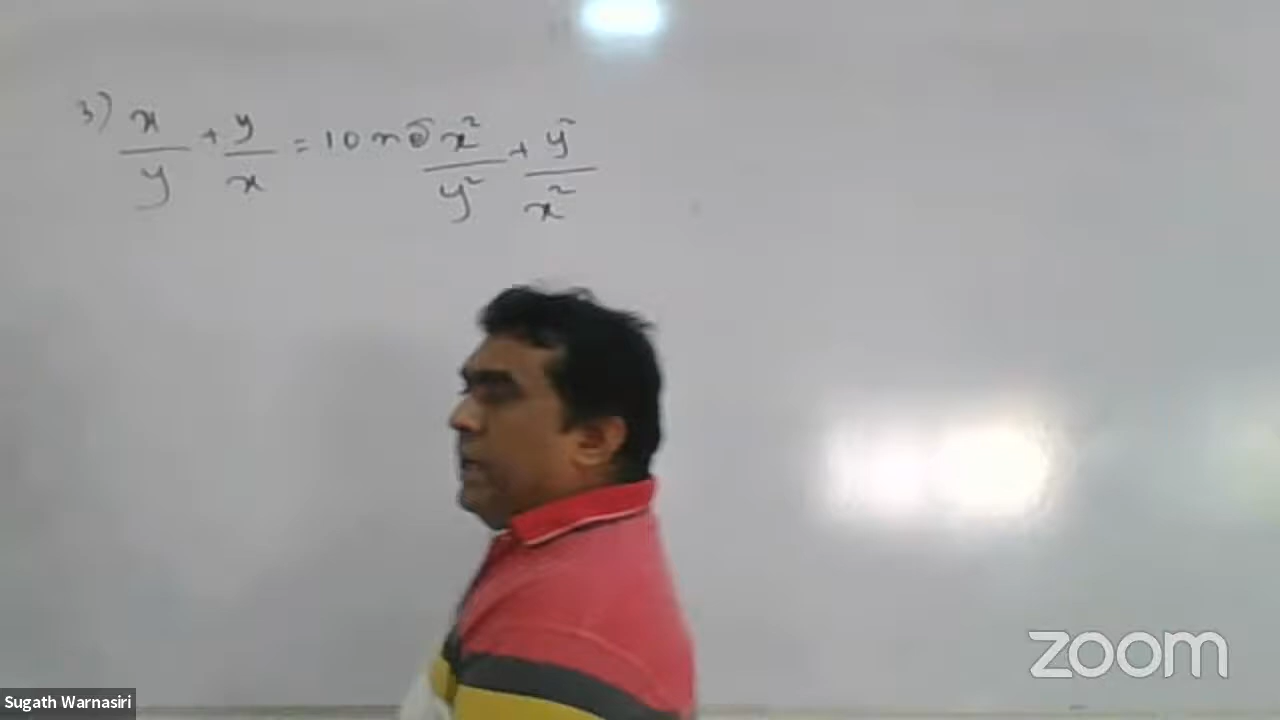 3) x/y + y/x = 10 නම් x²/y² + y²/x²
zoom
Sugath Warnasiri